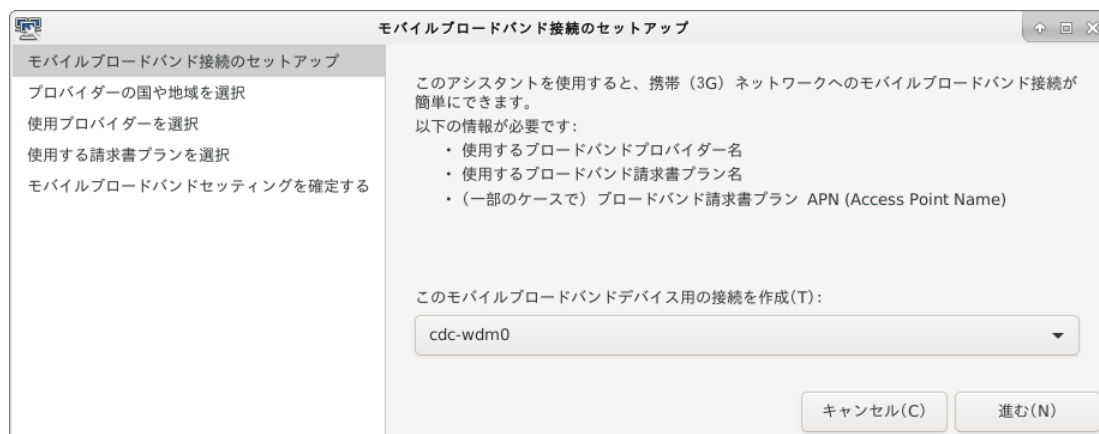 モバイルブロードバンド接続のセットアップ
モバイルブロードバンド接続のセットアップ
プロバイダーの国や地域を選択
使用プロバイダーを選択
使用する請求書プランを選択
モバイルブロードバンドセッティングを確定する
このアシスタントを使用すると、携帯（3G）ネットワークへのモバイルブロードバンド接続が
簡単にできます。
以下の情報が必要です:
• 使用するブロードバンドプロバイダー名
• 使用するブロードバンド請求書プラン名
• （一部のケースで）ブロードバンド請求書プラン APN (Access Point Name)
このモバイルブロードバンドデバイス用の接続を作成(T):
cdc-wdm0
キャンセル(C)
進む(N)